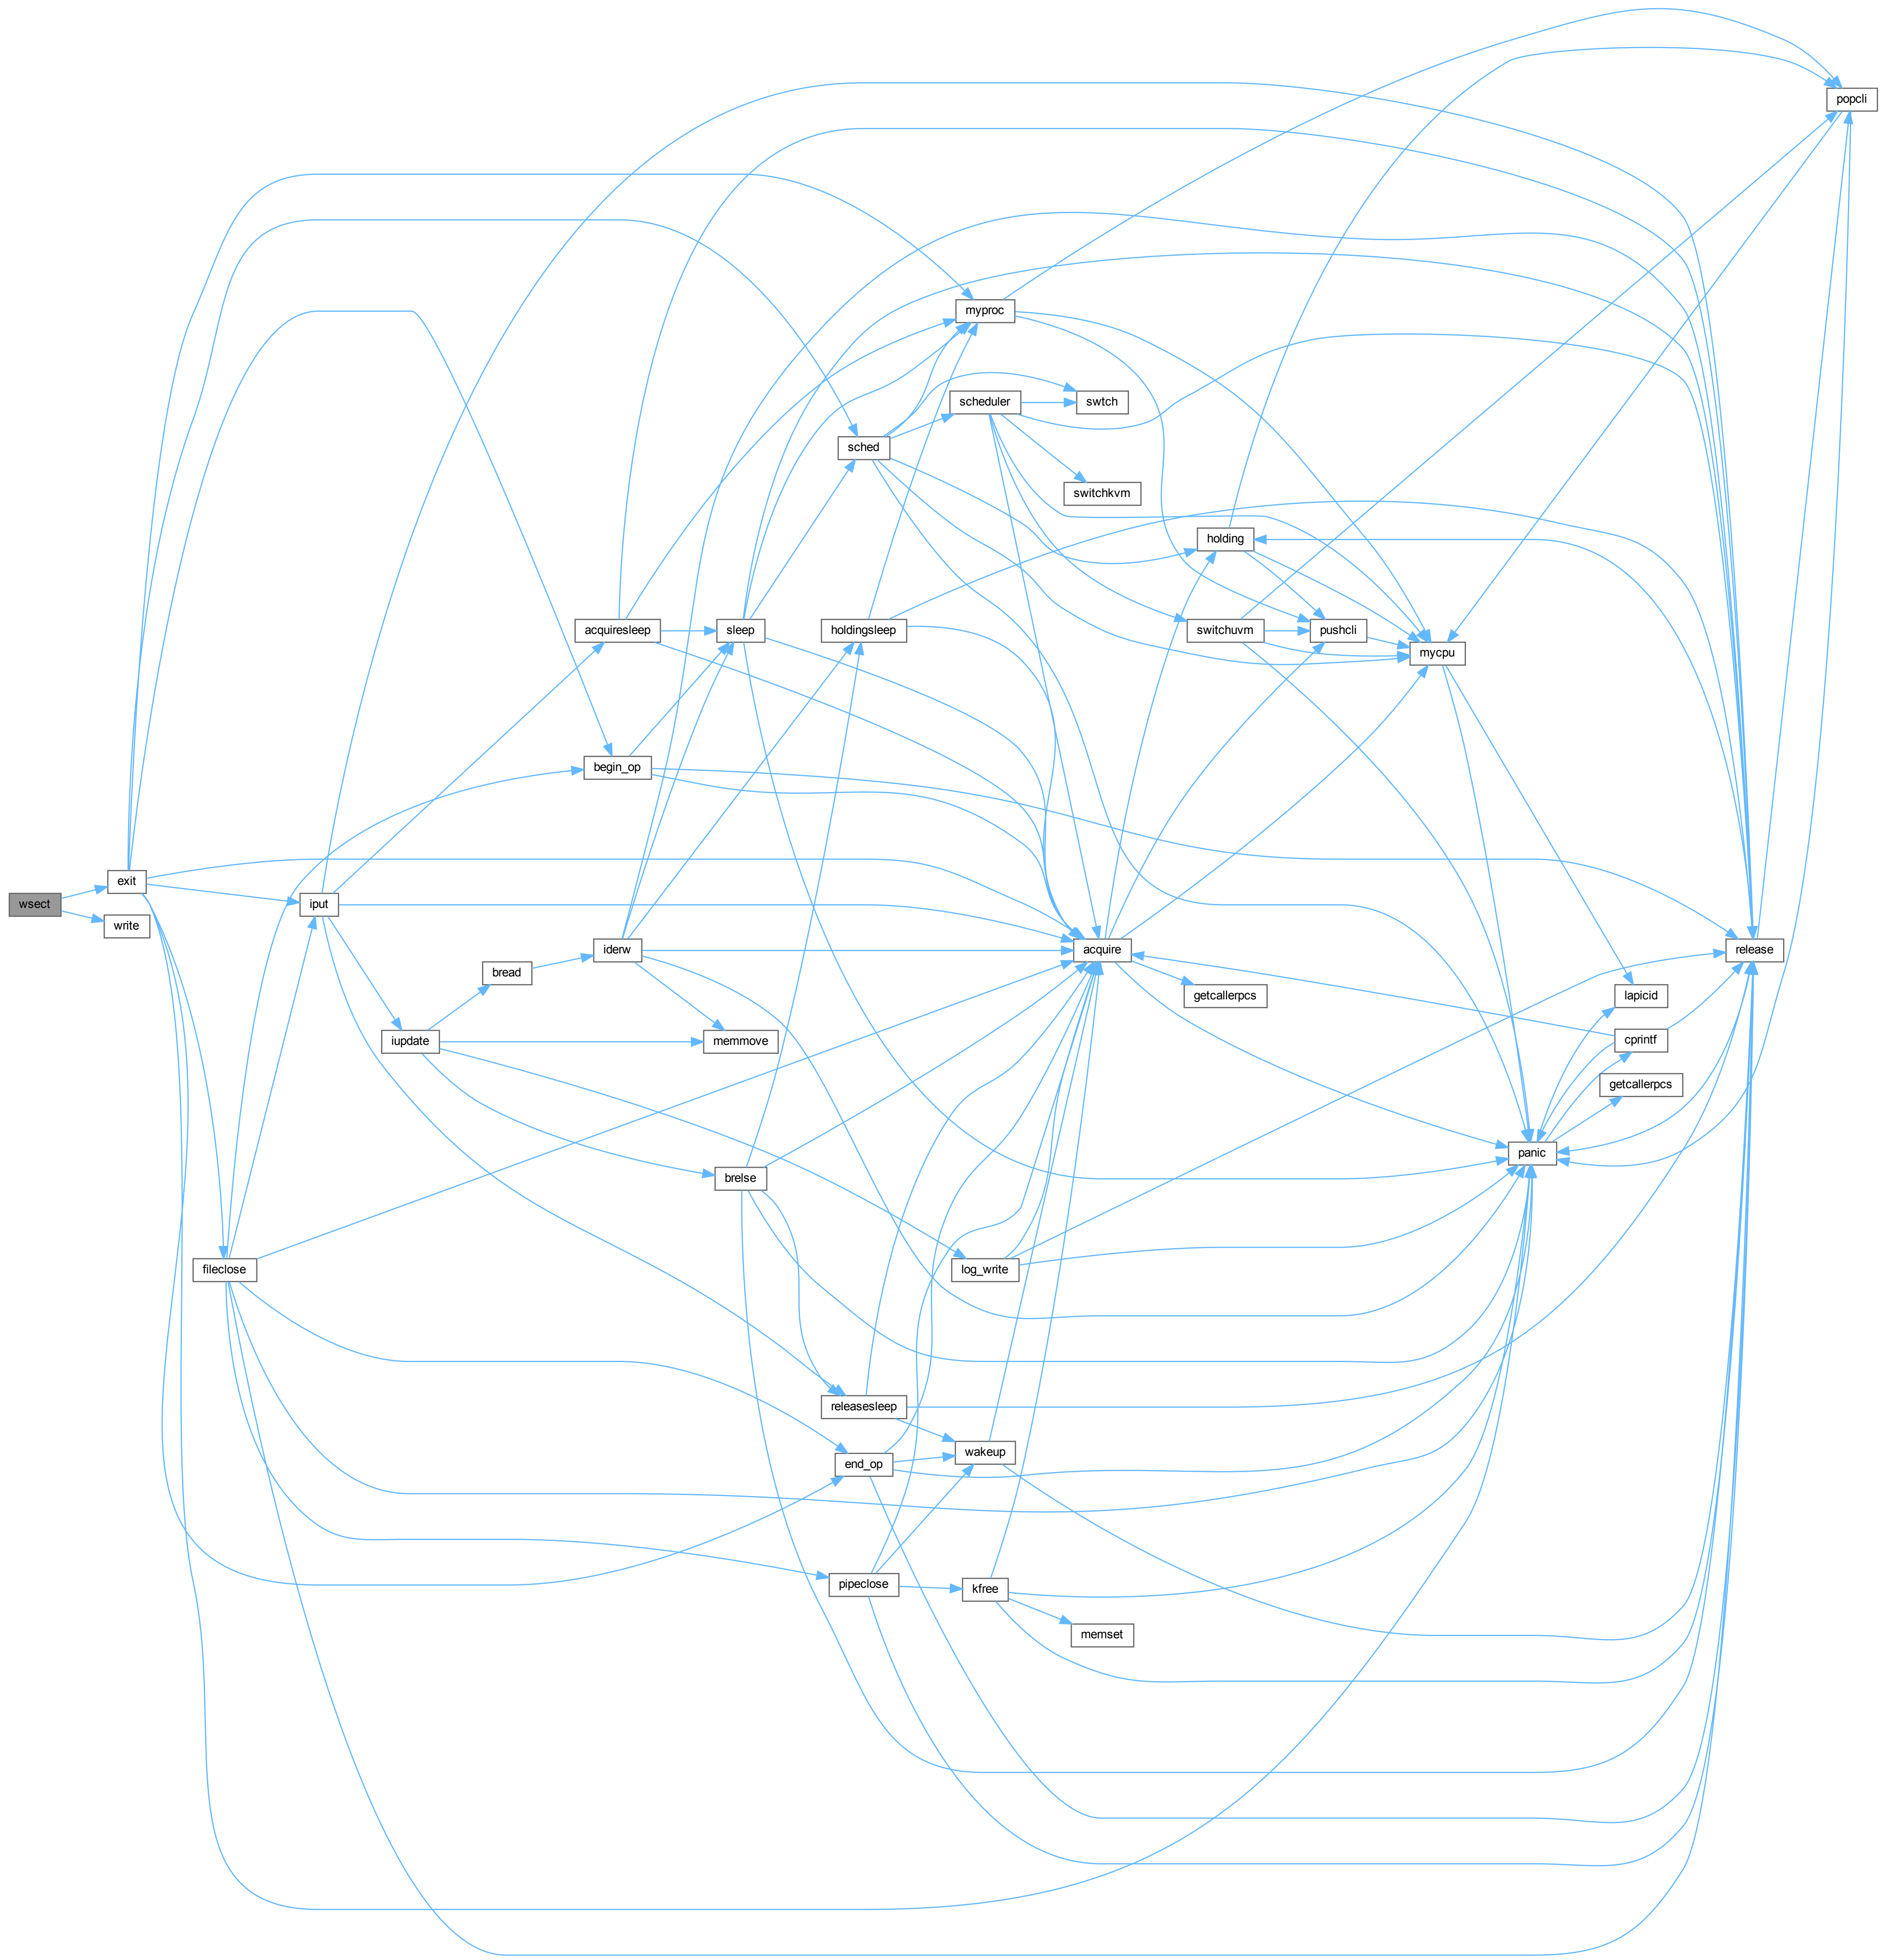 popcli
myproc
scheduler
swtch
sched
switchkvm
holding
acquiresleep
sleep
holdingsleep
switchuvm
pushcli
mycpu
begin_op
exit
wsect
iput
write
iderw
acquire
release
bread
getcallerpcs
lapicid
iupdate
memmove
cprintf
getcallerpcs
panic
brelse
fileclose
log_write
releasesleep
wakeup
end_op
pipeclose
kfree
memset